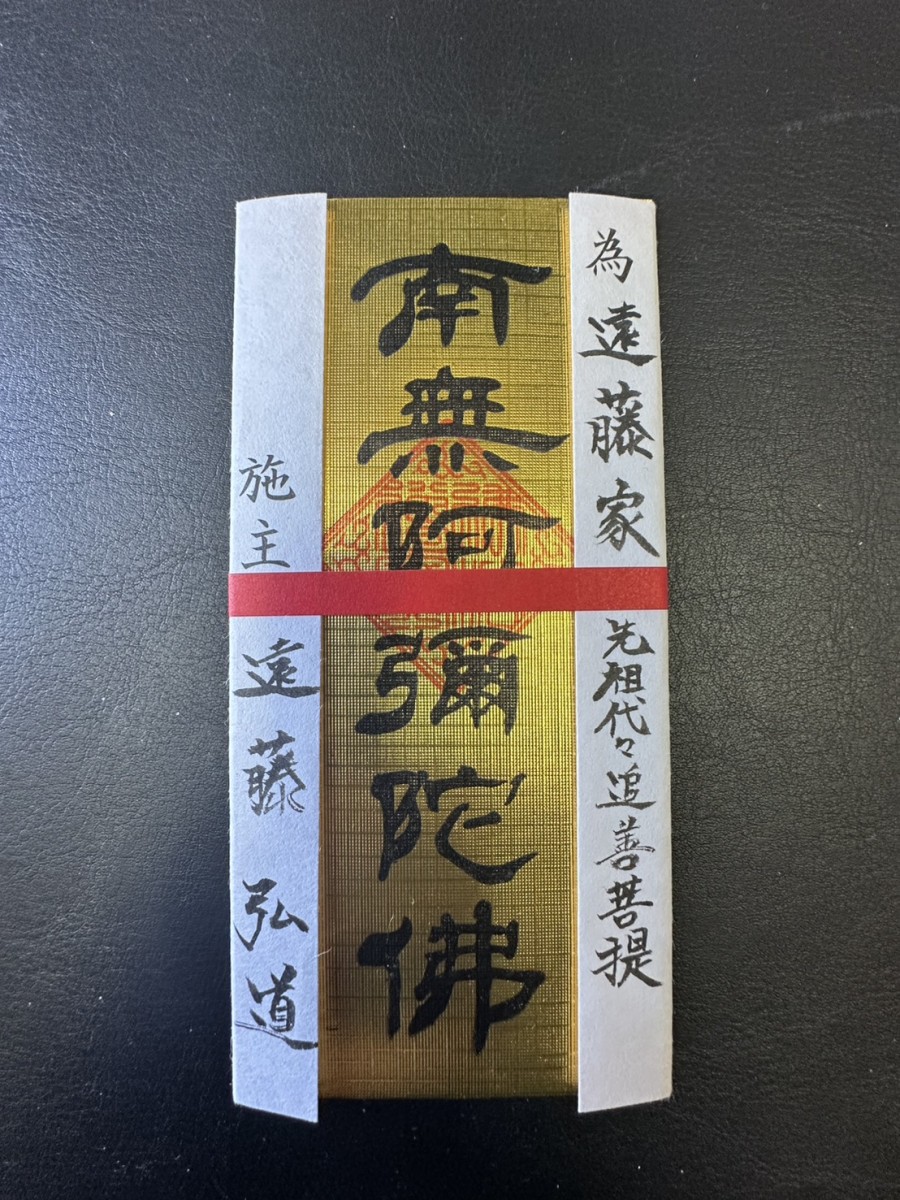 為遠藤家先祖代々追善菩提
南無阿彌陀佛
施主遠藤弘道